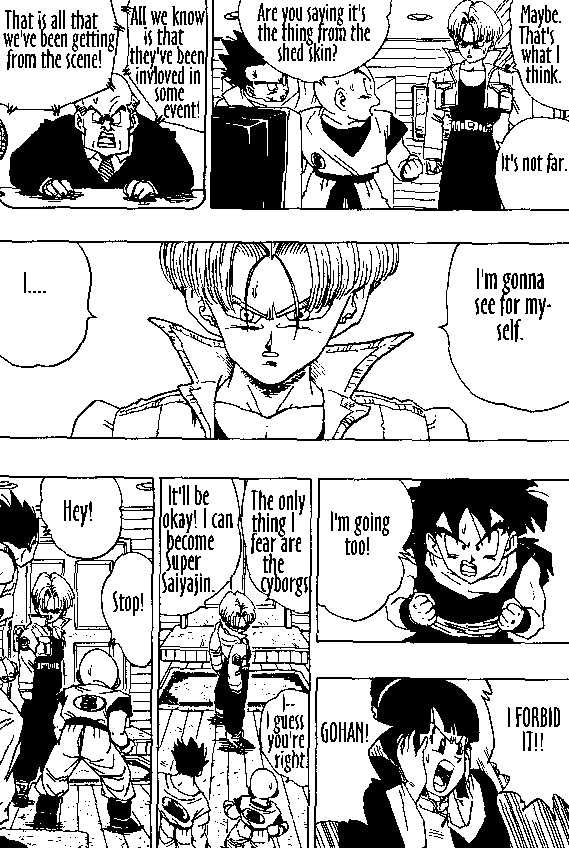 That is all that
we've been getting
from the scene!
All we know
is that
they've been
invloved in
some
event!
Are you saying it's
the thing from the
shed skin?
Maybe.
That's
what I
think.
It's not far.
I....
I'm gonna
see for my-
self.
Hey!
Stop!
It'll be
okay! I can
become
Super
Saiyajin.
The only
thing I
fear are
the
cyborgs
I--
guess
you're
right
I'm going
too!
GOHAN!
I FORBID
IT!!